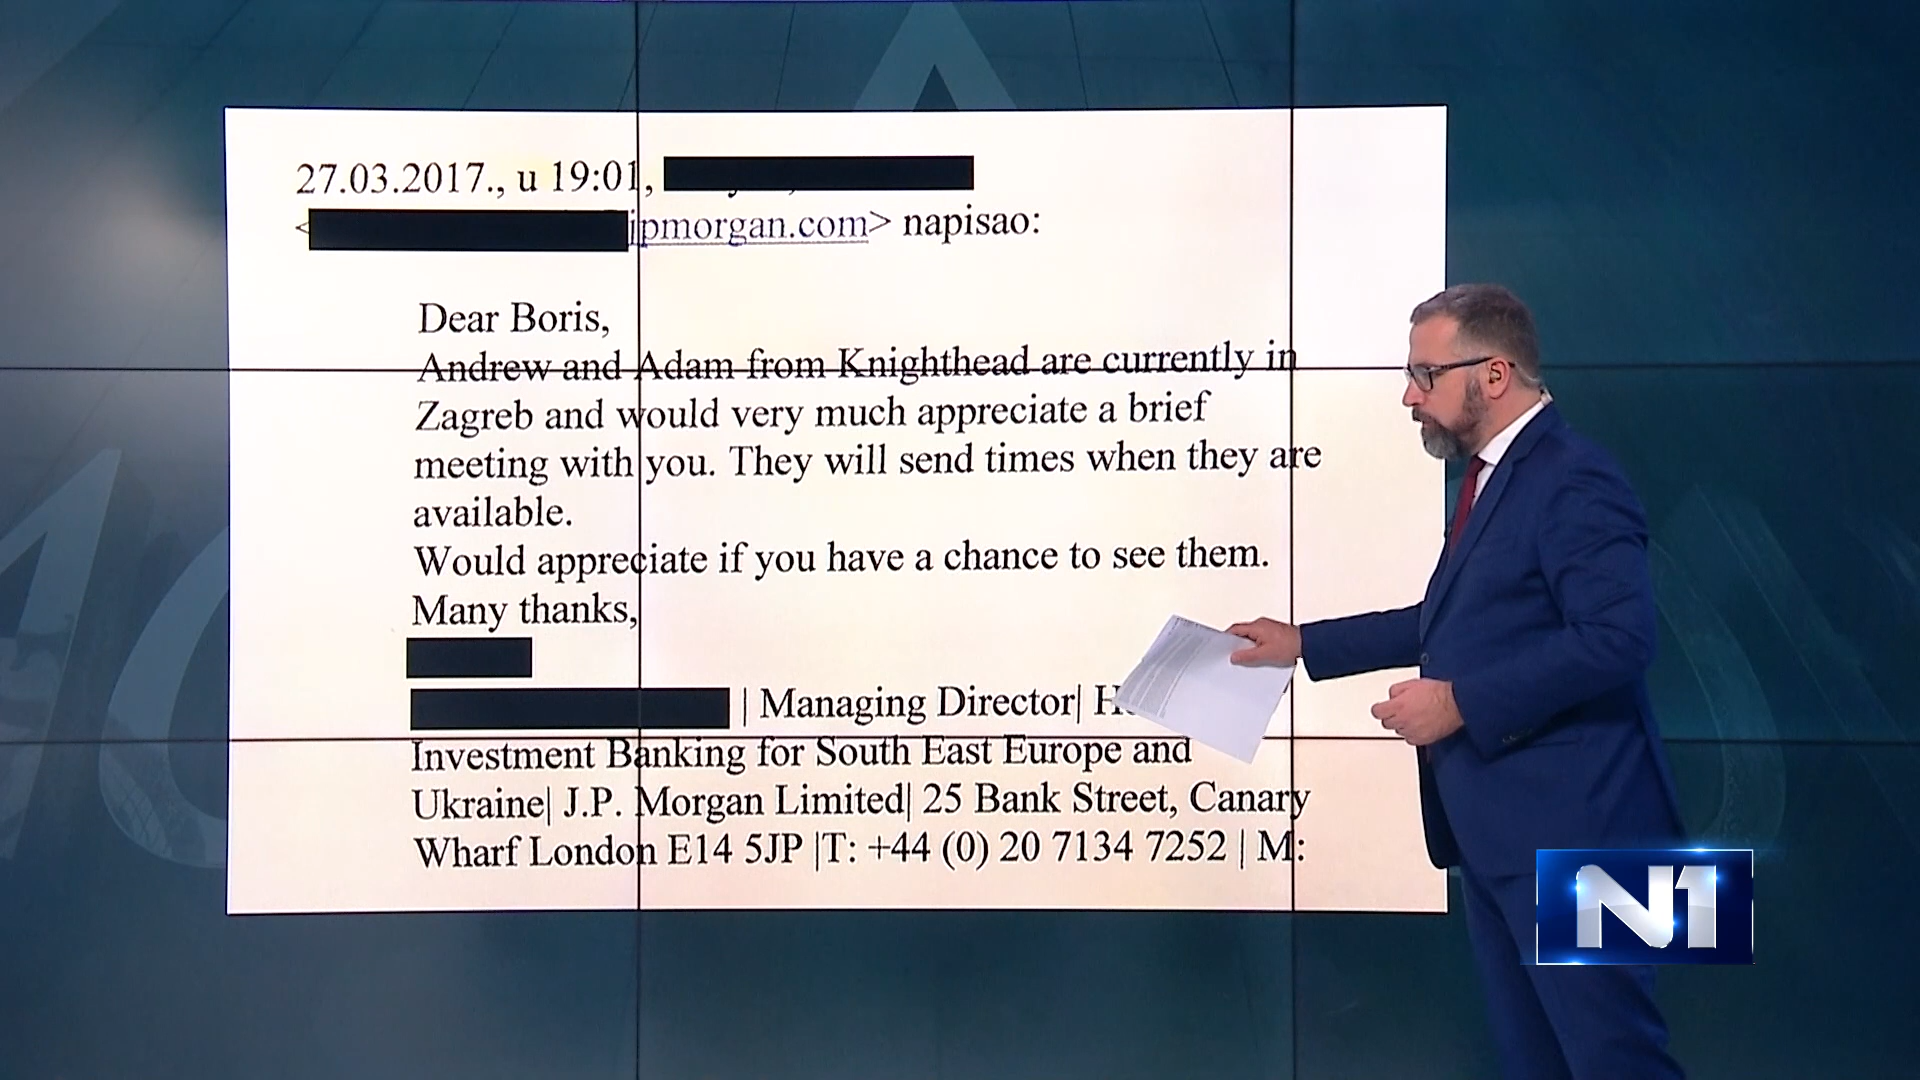 27.03.2017., u 19:01,
< jpmorgan.com> napisao:
Dear Boris,
Andrew and Adam from Knighthead are currently in
Zagreb and would very much appreciate a brief
meeting with you. They will send times when they are
available.
Would appreciate if you have a chance to see them.
Many thanks,
| Managing Director|
Investment Banking for South East Europe and
Ukraine| J.P. Morgan Limited| 25 Bank Street, Canary
Wharf London E14 5JP |T: +44 (0) 20 7134 7252 | M:
N1